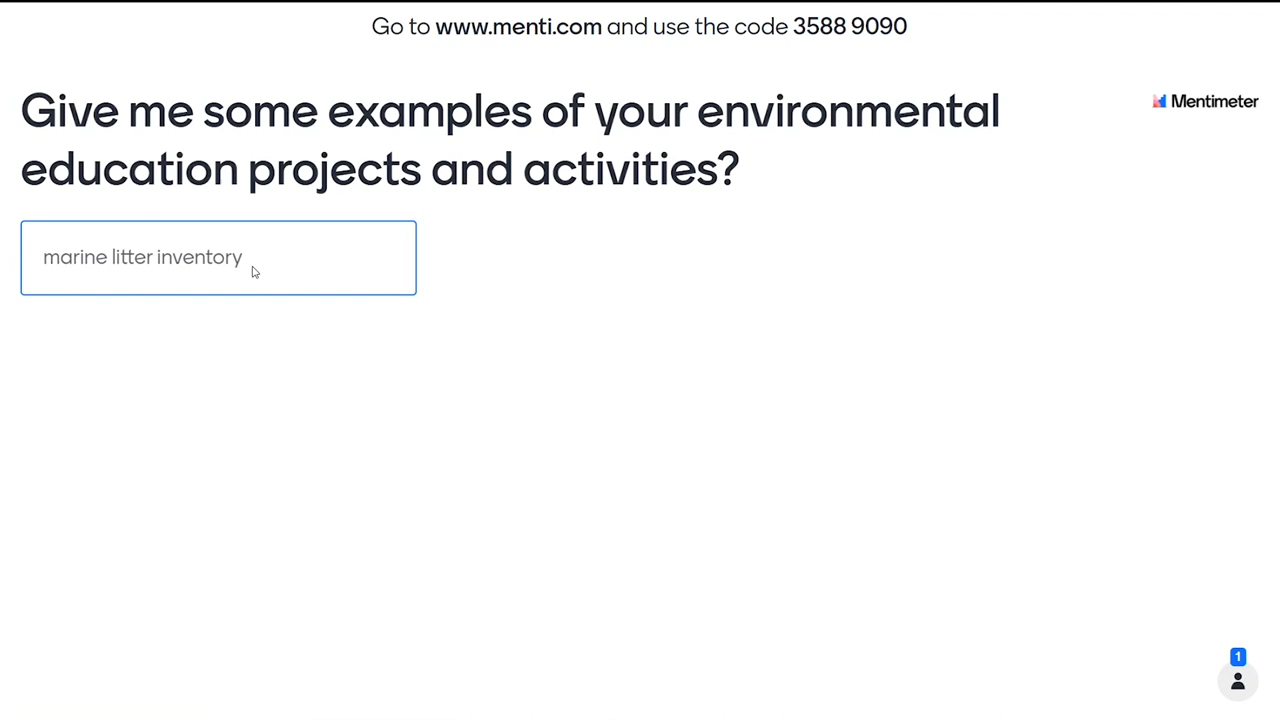 Go to www.menti.com and use the code 3588 9090
Give me some examples of your environmental
education projects and activities?
Mentimeter
marine litter inventory
1